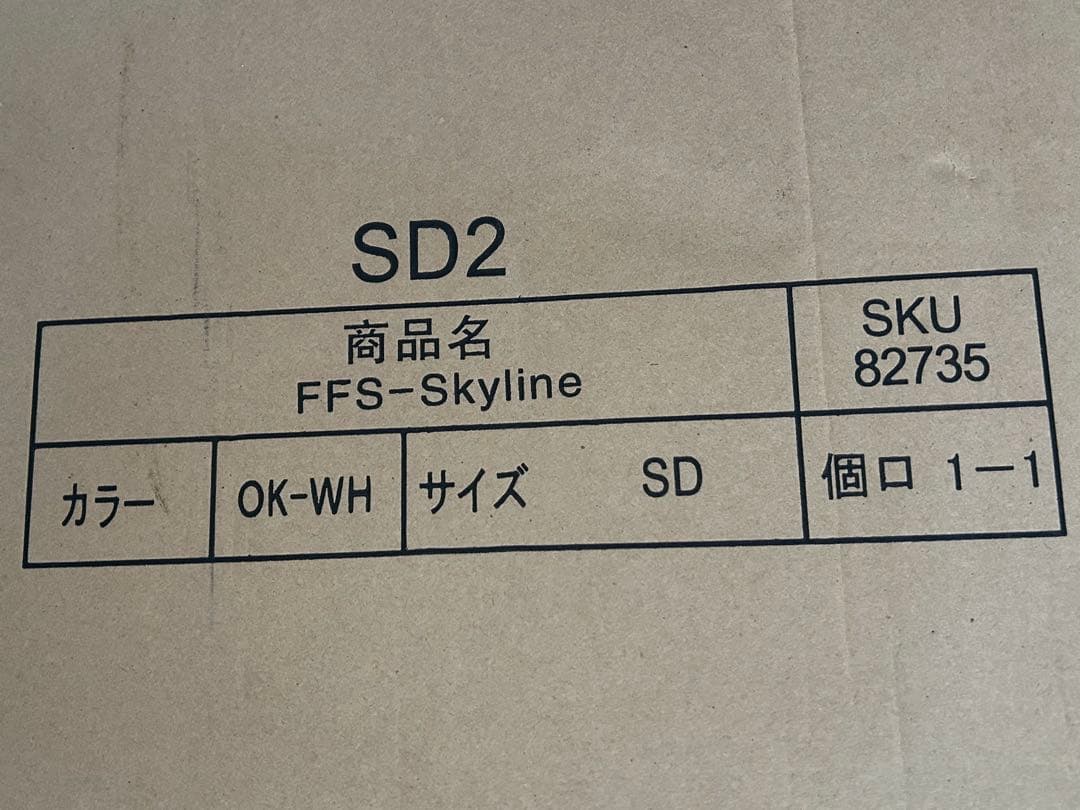 SD2
商品名
FFS-Skyline
SKU
82735
カラー
OK-WH
サイズ SD
個口 1-1